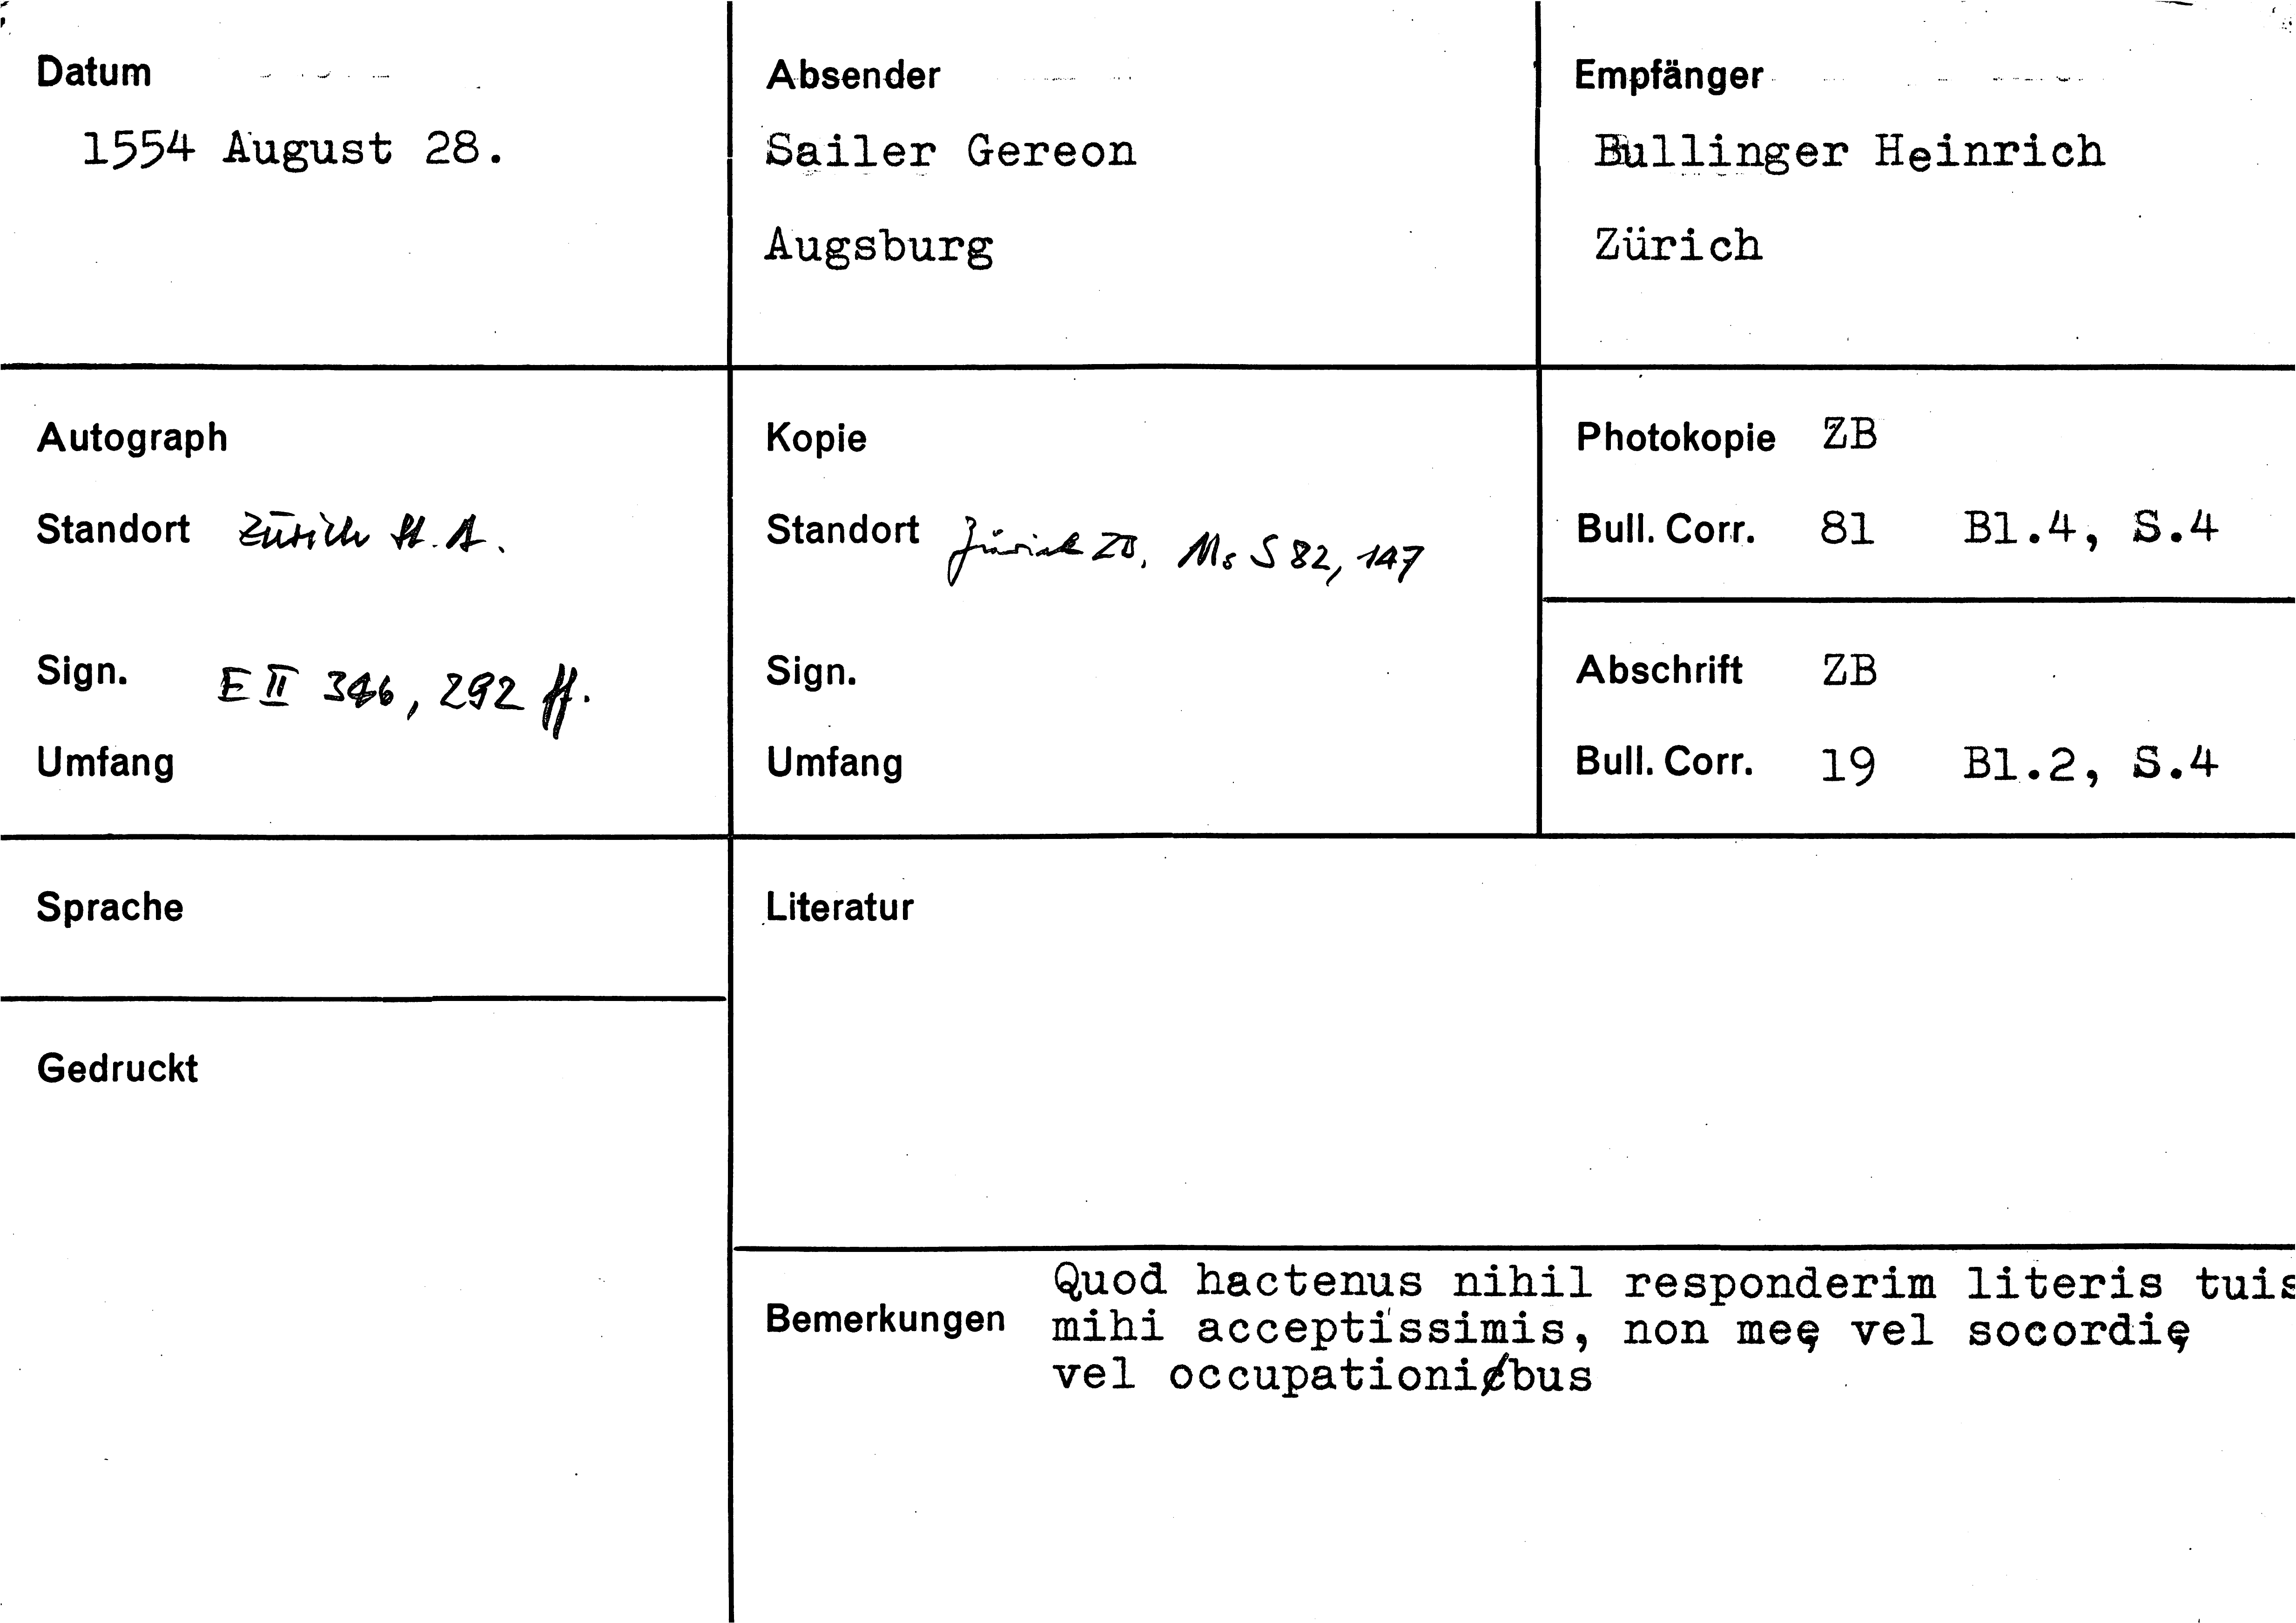 Datum
1554 August 28.
Absender
Sailer Gereon
Augsburg
Empfänger
Bullinger Heinrich
Zürich
Autograph
Standort Zürich St. A.
Sign. E II 346, 292 ff.
Umfang
Kopie
Standort Zürich ZB, Ms S 82, 147
Sign.
Umfang
Photokopie ZB
Bull. Corr. 81 Bl.4, S.4
Abschrift ZB
Bull. Corr. 19 Bl.2, S.4
Sprache
Gedruckt
Literatur
Bemerkungen
Quod hactenus nihil responderim literis tuis
mihi acceptissimis, non meę vel socordię
vel occupationibus